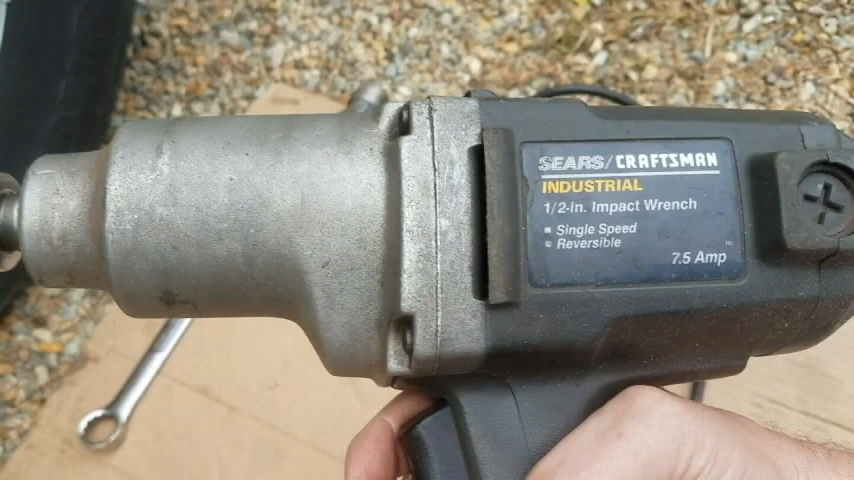 SEARS/CRAFTSMAN
INDUSTRIAL
1/2-in. Impact Wrench
▪ Single Speed
▪ Reversible
7.5 Amp